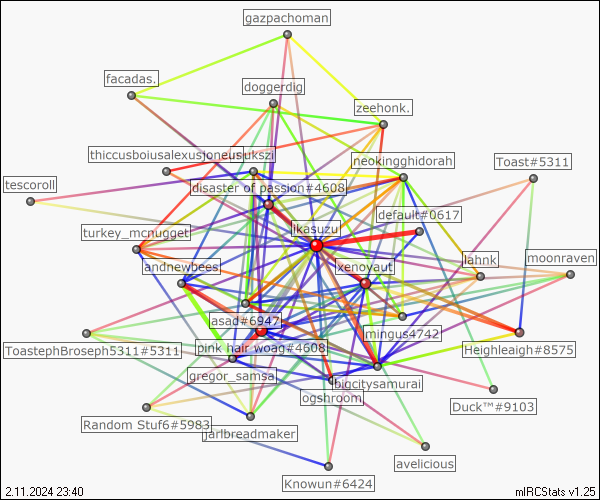 gazpachoman
facadas.
doggerdig
zeehonk.
thiccusboiusalexusjoneusukszi
neokingghidorah
Toast#5311
tescoroll
disaster of passion#4608
default#0617
turkey_mcnugget
jkasuzu
andnewbees
xenoyaut
lahnk
moonraven
asad#6947
mingus4742
ToastephBroseph5311#5311
pink hair woag#4608
Heighleaigh#8575
gregor_samsa
bigcitysamurai
ogshroom
Duck™#9103
Random Stuf6#5983
jarlbreadmaker
avelicious
Knowun#6424
2.11.2024 23:40
mIRCStats v1.25